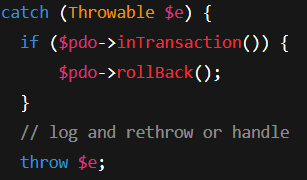 catch (Throwable $e) {
  if ($pdo->inTransaction()) {
      $pdo->rollBack();
  }
  // log and rethrow or handle
  throw $e;